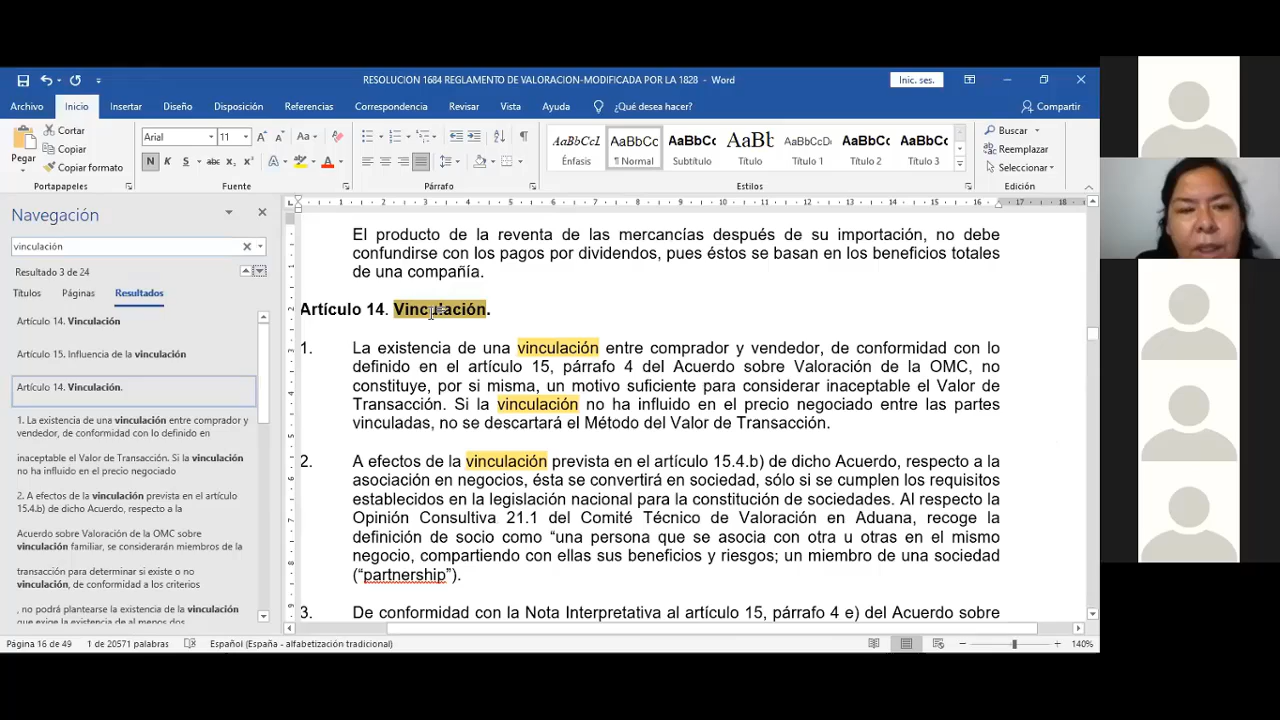 RESOLUCION 1684 REGLAMENTO DE VALORACION-MODIFICADA POR LA 1828 - Word
Inic. ses.
Archivo Inicio Insertar Diseño Disposición Referencias Correspondencia Revisar Vista Ayuda ¿Qué desea hacer? Compartir
Pegar
Cortar
Copiar
Copiar formato
Portapapeles
Arial 11
N K S abc x₂ x²
Fuente
Párrafo
AaBbCcI Énfasis
AaBbCc ¶ Normal
AaBbCc Subtítulo
AaBt Título
AaBbCcDc Título 1
AaBbCc Título 2
AaBbCc Título 3
Estilos
Buscar
Reemplazar
Seleccionar
Edición
Navegación
vinculación
Resultado 3 de 24
Títulos Páginas Resultados
Artículo 14. Vinculación
Artículo 15. Influencia de la vinculación
Artículo 14. Vinculación.
1. La existencia de una vinculación entre comprador y
vendedor, de conformidad con lo definido en
inaceptable el Valor de Transacción. Si la vinculación
no ha influido en el precio negociado
2. A efectos de la vinculación prevista en el artículo
15.4.b) de dicho Acuerdo, respecto a la
Acuerdo sobre Valoración de la OMC sobre
vinculación familiar, se considerarán miembros de la
transacción para determinar si existe o no
vinculación, de conformidad a los criterios
, no podrá plantearse la existencia de la vinculación
que exige la existencia de al menos dos
El producto de la reventa de las mercancías después de su importación, no debe
confundirse con los pagos por dividendos, pues éstos se basan en los beneficios totales
de una compañía.
Artículo 14. Vinculación.
1. La existencia de una vinculación entre comprador y vendedor, de conformidad con lo
definido en el artículo 15, párrafo 4 del Acuerdo sobre Valoración de la OMC, no
constituye, por si misma, un motivo suficiente para considerar inaceptable el Valor de
Transacción. Si la vinculación no ha influido en el precio negociado entre las partes
vinculadas, no se descartará el Método del Valor de Transacción.
2. A efectos de la vinculación prevista en el artículo 15.4.b) de dicho Acuerdo, respecto a la
asociación en negocios, ésta se convertirá en sociedad, sólo si se cumplen los requisitos
establecidos en la legislación nacional para la constitución de sociedades. Al respecto la
Opinión Consultiva 21.1 del Comité Técnico de Valoración en Aduana, recoge la
definición de socio como “una persona que se asocia con otra u otras en el mismo
negocio, compartiendo con ellas sus beneficios y riesgos; un miembro de una sociedad
(“partnership”).
3. De conformidad con la Nota Interpretativa al artículo 15, párrafo 4 e) del Acuerdo sobre
Página 16 de 49 1 de 20571 palabras Español (España - alfabetización tradicional) 140%